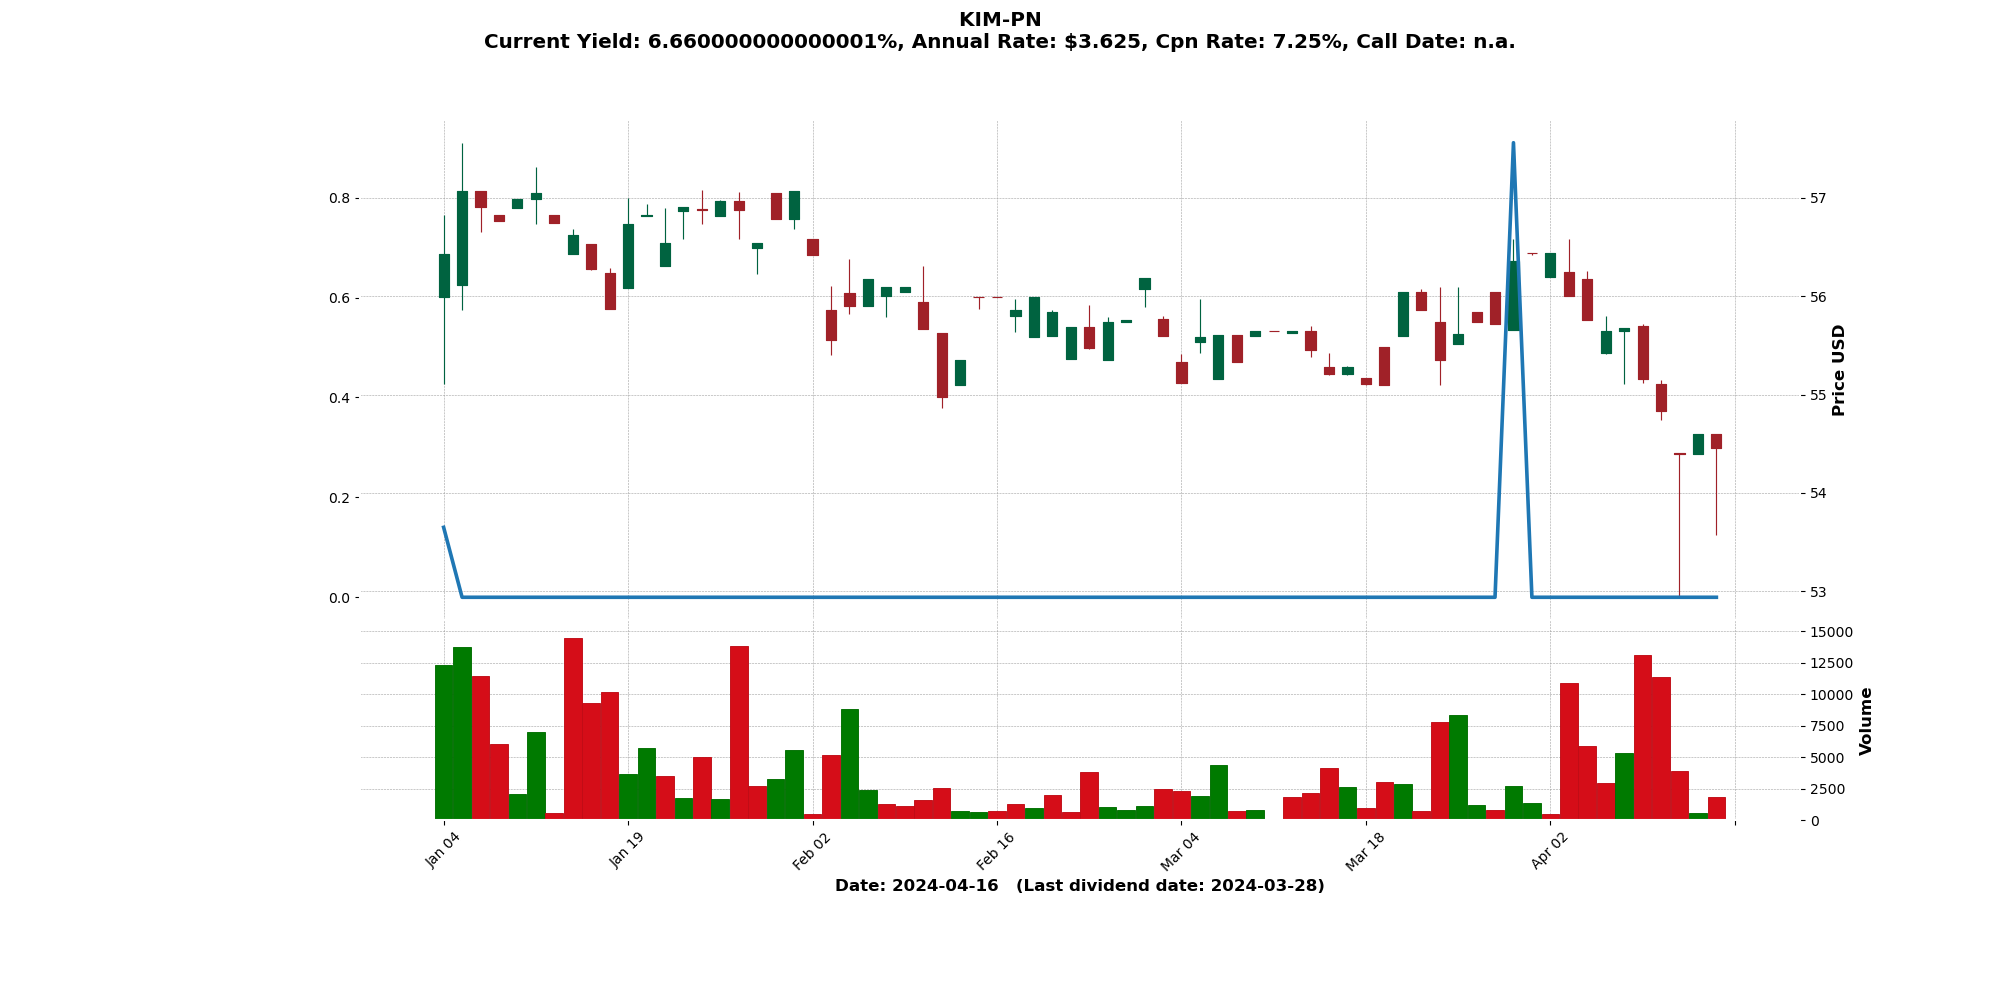 KIM-PN
Current Yield: 6.660000000000001%, Annual Rate: $3.625, Cpn Rate: 7.25%, Call Date: n.a.
0.8
0.6
0.4
0.2
0.0
57
56
55
54
53
Price USD
15000
12500
10000
7500
5000
2500
0
Volume
Jan 04
Jan 19
Feb 02
Feb 16
Mar 04
Mar 18
Apr 02
Date: 2024-04-16 (Last dividend date: 2024-03-28)